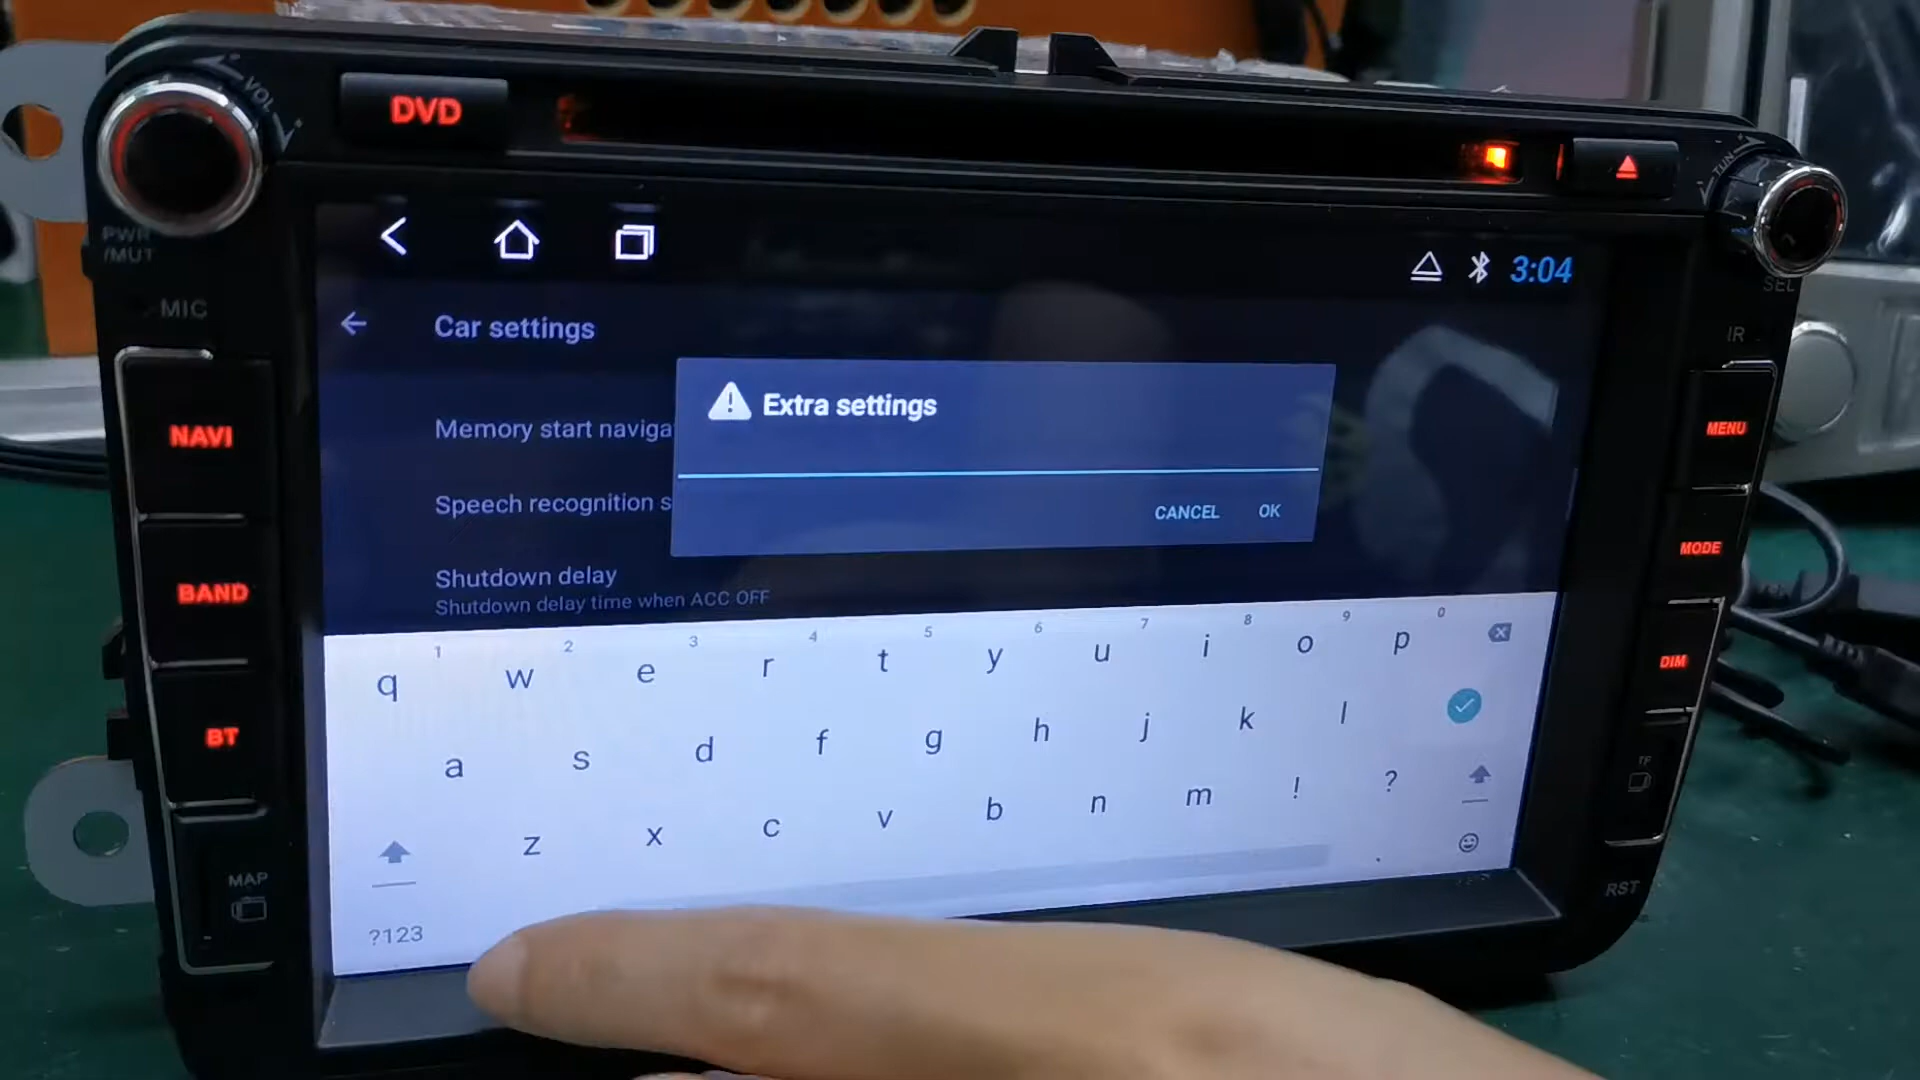 VOL
DVD
TUN
PWR
/MUT
SEL
MIC
IR
3:04
Car settings
Extra settings
Memory start naviga
Speech recognition s
CANCEL OK
Shutdown delay
Shutdown delay time when ACC OFF
NAVI
BAND
BT
MAP
MENU
MODE
DIM
TF
RST
1 2 3 4 5 6 7 8 9 0
q w e r t y u i o p
a s d f g h j k l
z x c v b n m ! ?
?123 .